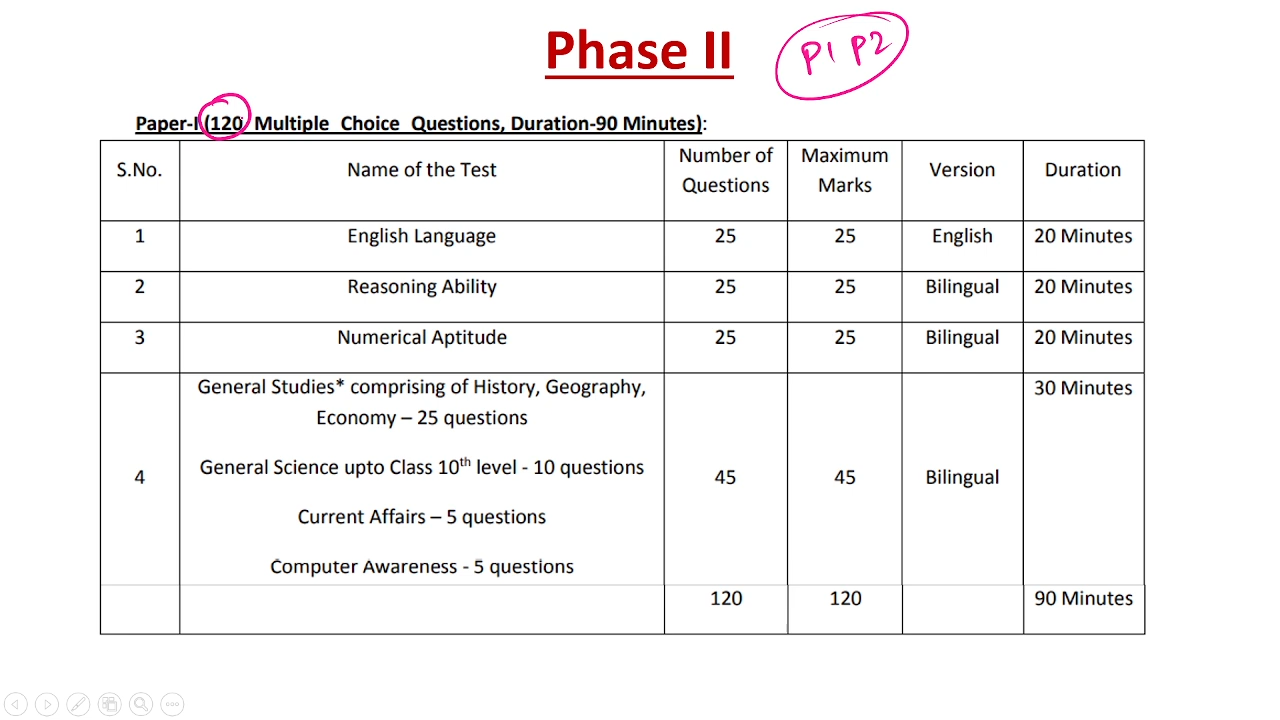 Phase II
P1 P2
Paper-I (120 Multiple Choice Questions, Duration-90 Minutes):
S.No.
Name of the Test
Number of
Questions
Maximum
Marks
Version
Duration
1
English Language
25
25
English
20 Minutes
2
Reasoning Ability
25
25
Bilingual
20 Minutes
3
Numerical Aptitude
25
25
Bilingual
20 Minutes
4
General Studies* comprising of History, Geography,
Economy – 25 questions
General Science upto Class 10th level - 10 questions
Current Affairs – 5 questions
Computer Awareness - 5 questions
45
45
Bilingual
30 Minutes
120
120
90 Minutes